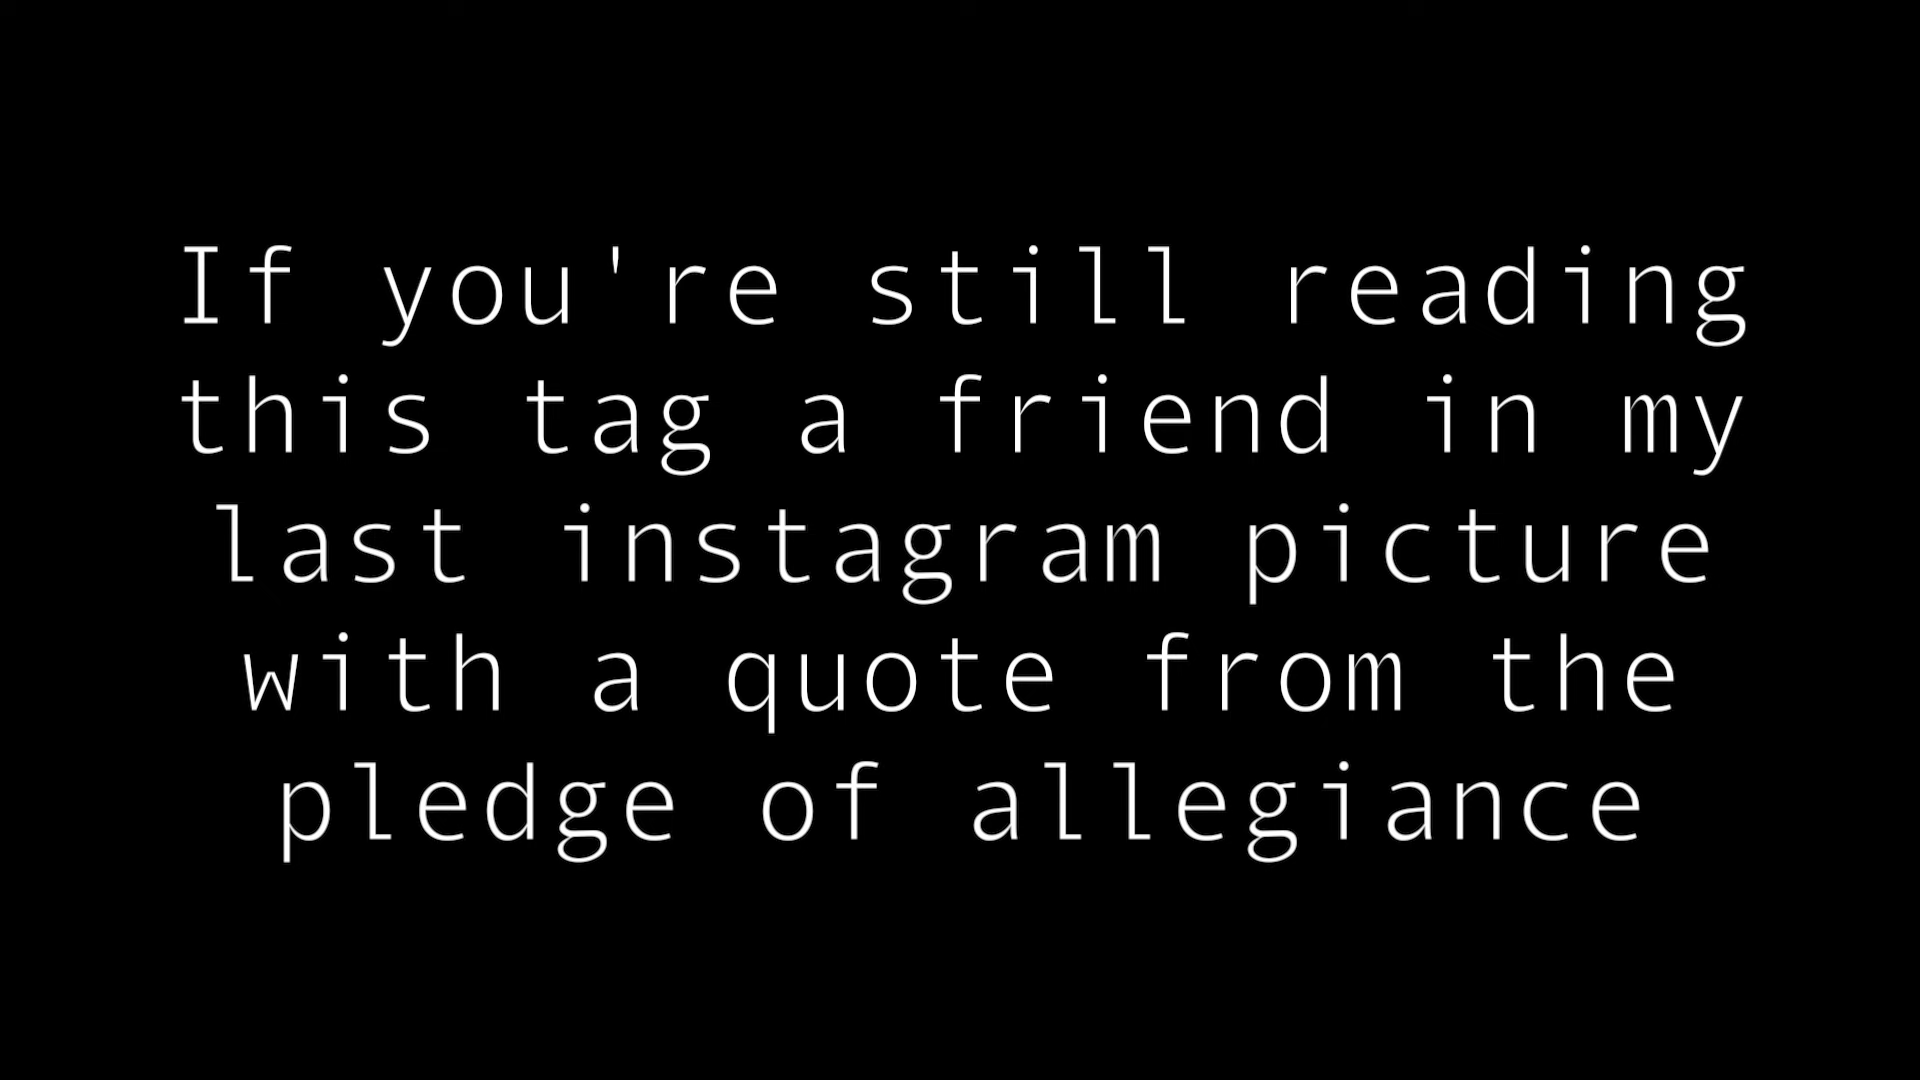 If you're still reading
this tag a friend in my
last instagram picture
with a quote from the
pledge of allegiance